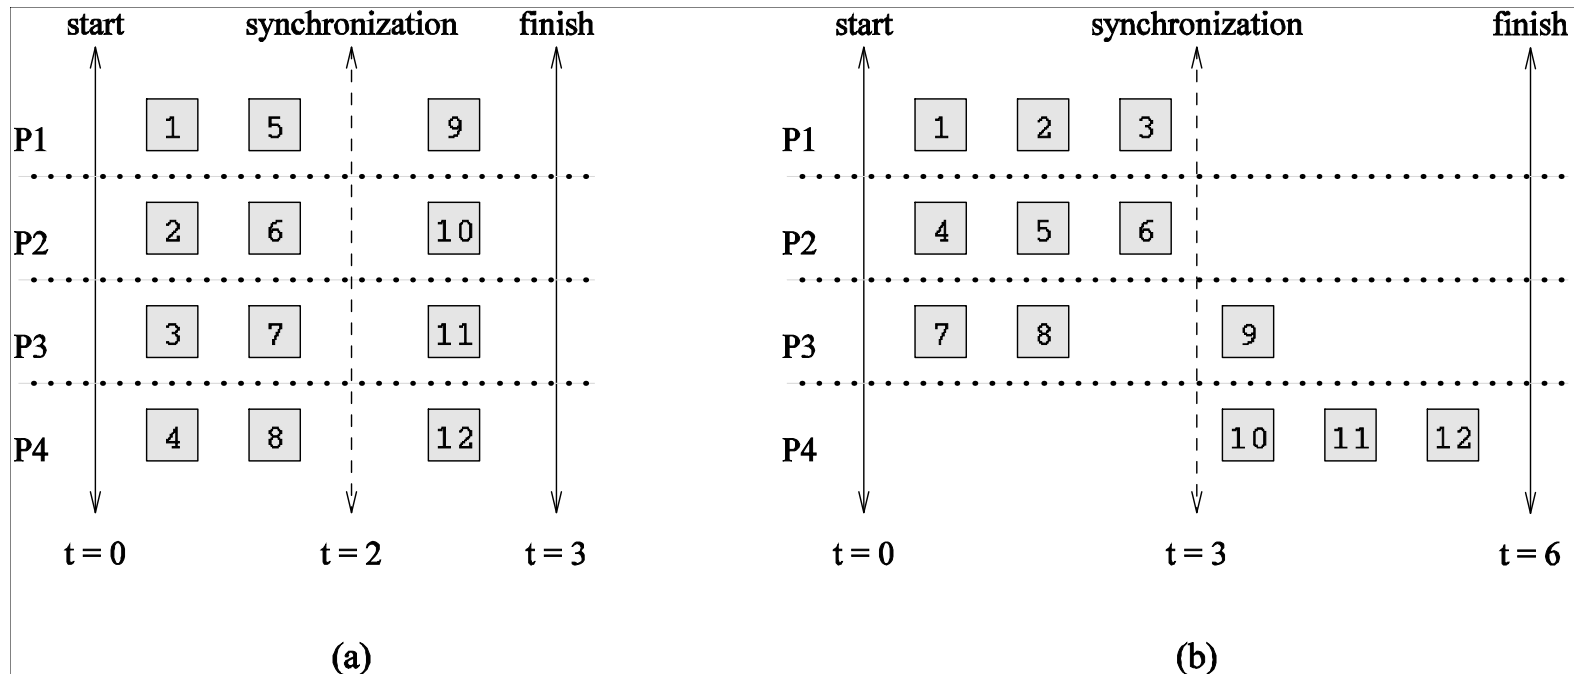 start synchronization finish start synchronization finish
P1 1 5 9 P1 1 2 3
P2 2 6 10 P2 4 5 6
P3 3 7 11 P3 7 8 9
P4 4 8 12 P4 10 11 12
t = 0 t = 2 t = 3 t = 0 t = 3 t = 6
(a) (b)